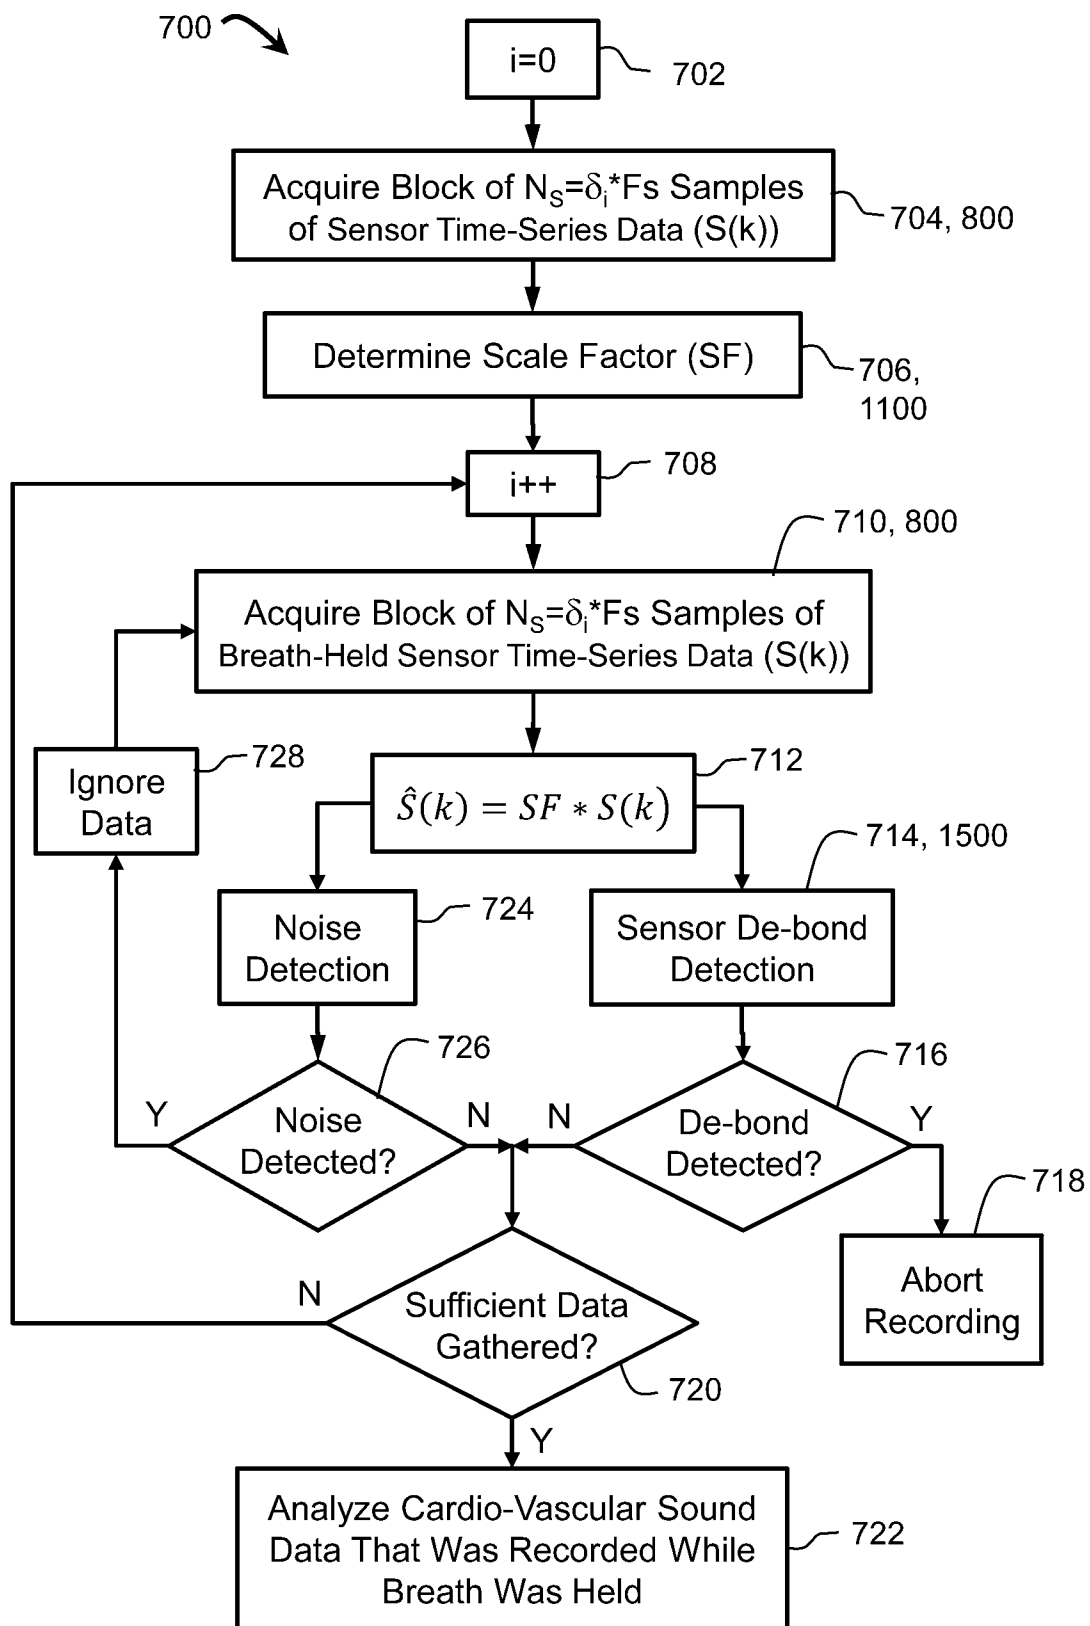 700
i=0
702
Acquire Block of N_S=δ_i*Fs Samples
of Sensor Time-Series Data (S(k))
704, 800
Determine Scale Factor (SF)
706,
1100
i++
708
710, 800
Acquire Block of N_S=δ_i*Fs Samples of
Breath-Held Sensor Time-Series Data (S(k))
Ignore
Data
728
Ŝ(k) = SF * S(k)
712
714, 1500
Noise
Detection
724
Sensor De-bond
Detection
726
716
Y
Noise
Detected?
N
N
De-bond
Detected?
Y
718
Abort
Recording
N
Sufficient Data
Gathered?
720
Y
Analyze Cardio-Vascular Sound
Data That Was Recorded While
Breath Was Held
722